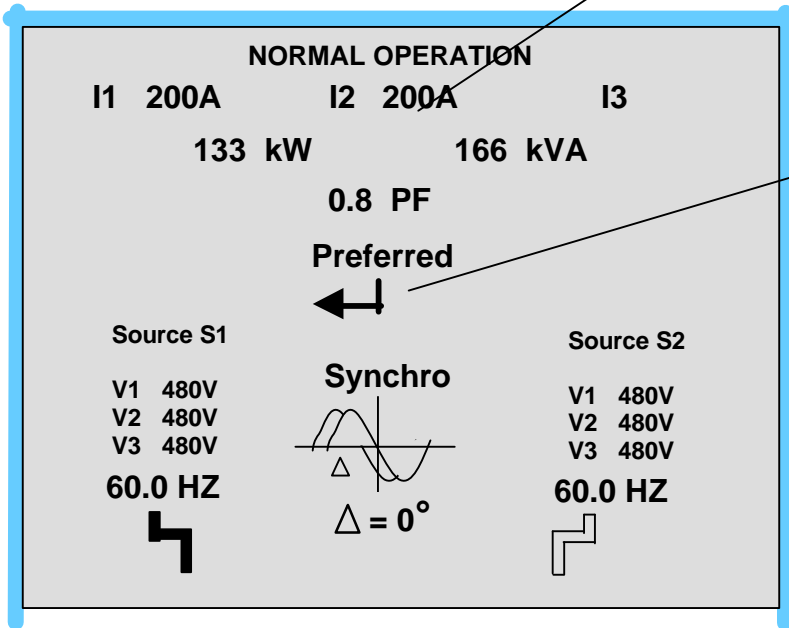 NORMAL OPERATION
I1 200A I2 200A I3
133 kW 166 kVA
0.8 PF
Preferred
Source S1
V1 480V
V2 480V
V3 480V
60.0 HZ
Synchro
Δ
Δ = 0°
Source S2
V1 480V
V2 480V
V3 480V
60.0 HZ